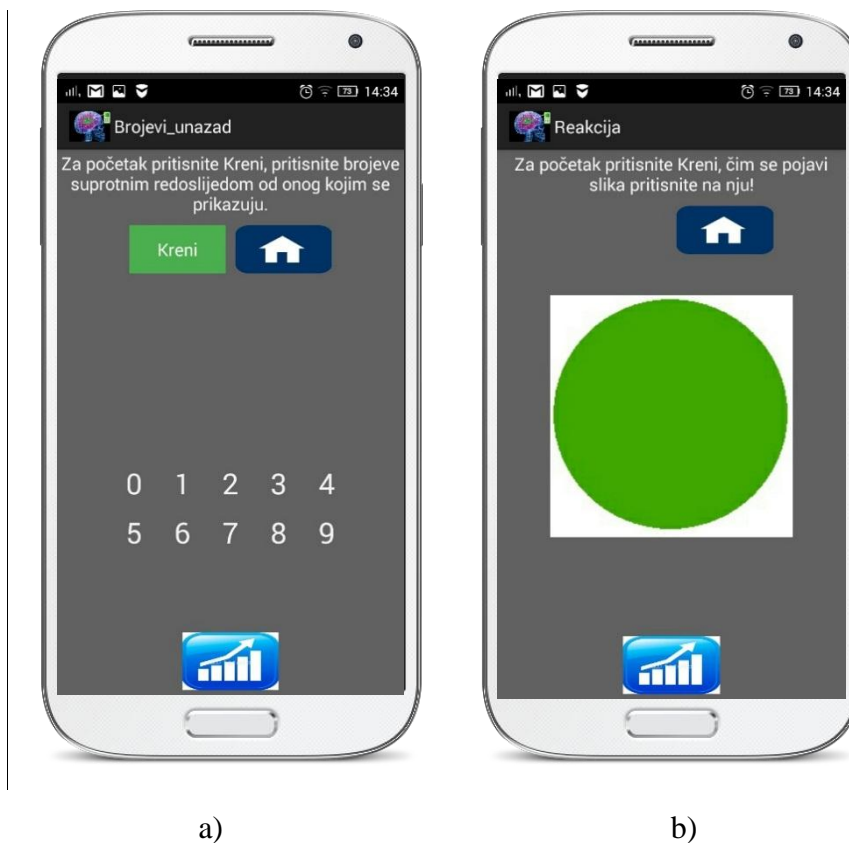 73 14:34
Brojevi_unazad
Za početak pritisnite Kreni, pritisnite brojeve
suprotnim redoslijedom od onog kojim se
prikazuju.
Kreni
0 1 2 3 4
5 6 7 8 9
a)
73 14:34
Reakcija
Za početak pritisnite Kreni, čim se pojavi
slika pritisnite na nju!
b)